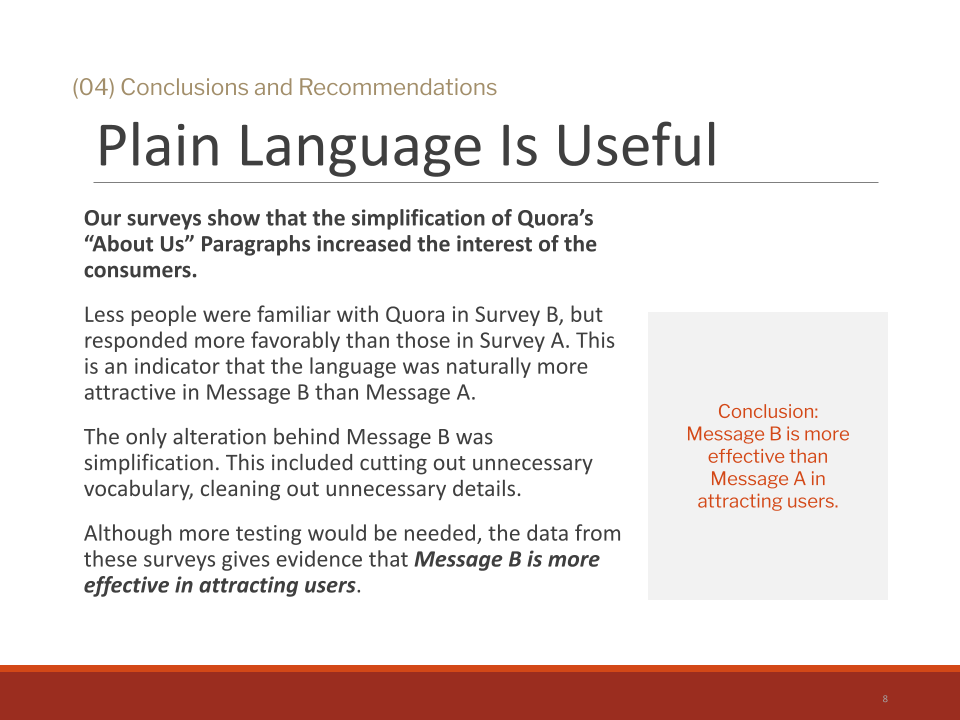 (04) Conclusions and Recommendations
Plain Language Is Useful
Our surveys show that the simplification of Quora’s
“About Us” Paragraphs increased the interest of the
consumers.
Less people were familiar with Quora in Survey B, but
responded more favorably than those in Survey A. This
is an indicator that the language was naturally more
attractive in Message B than Message A.
The only alteration behind Message B was
simplification. This included cutting out unnecessary
vocabulary, cleaning out unnecessary details.
Although more testing would be needed, the data from
these surveys gives evidence that Message B is more
effective in attracting users.
Conclusion:
Message B is more
effective than
Message A in
attracting users.
8